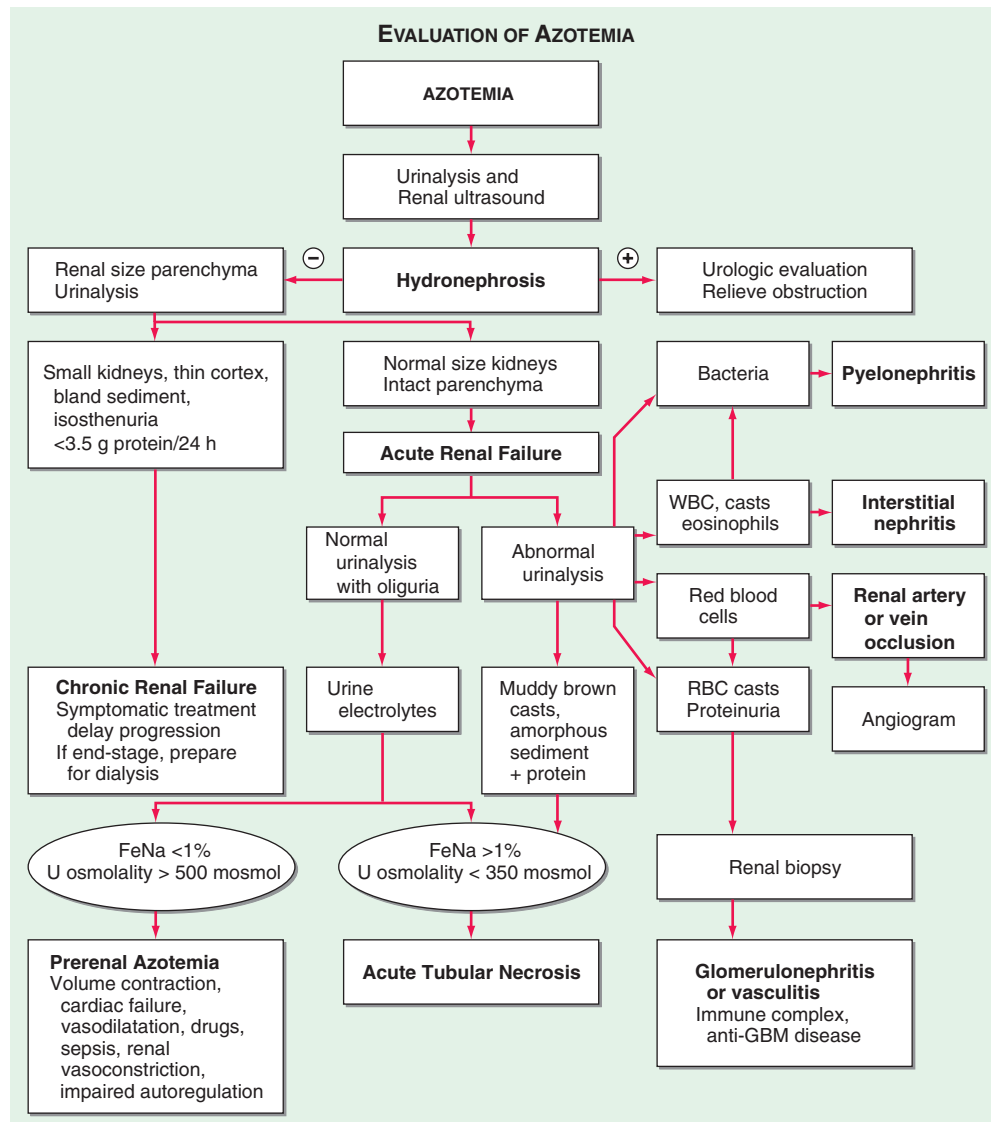 EVALUATION OF AZOTEMIA
AZOTEMIA
Urinalysis and
Renal ultrasound
Renal size parenchyma
Urinalysis
−
Hydronephrosis
+
Urologic evaluation
Relieve obstruction
Small kidneys, thin cortex,
bland sediment,
isosthenuria
<3.5 g protein/24 h
Normal size kidneys
Intact parenchyma
Bacteria
Pyelonephritis
Acute Renal Failure
WBC, casts
eosinophils
Interstitial
nephritis
Normal
urinalysis
with oliguria
Abnormal
urinalysis
Red blood
cells
Renal artery
or vein
occlusion
Chronic Renal Failure
Symptomatic treatment
delay progression
If end-stage, prepare
for dialysis
Urine
electrolytes
Muddy brown
casts,
amorphous
sediment
+ protein
RBC casts
Proteinuria
Angiogram
FeNa <1%
U osmolality > 500 mosmol
FeNa >1%
U osmolality < 350 mosmol
Renal biopsy
Prerenal Azotemia
Volume contraction,
cardiac failure,
vasodilatation, drugs,
sepsis, renal
vasoconstriction,
impaired autoregulation
Acute Tubular Necrosis
Glomerulonephritis
or vasculitis
Immune complex,
anti-GBM disease